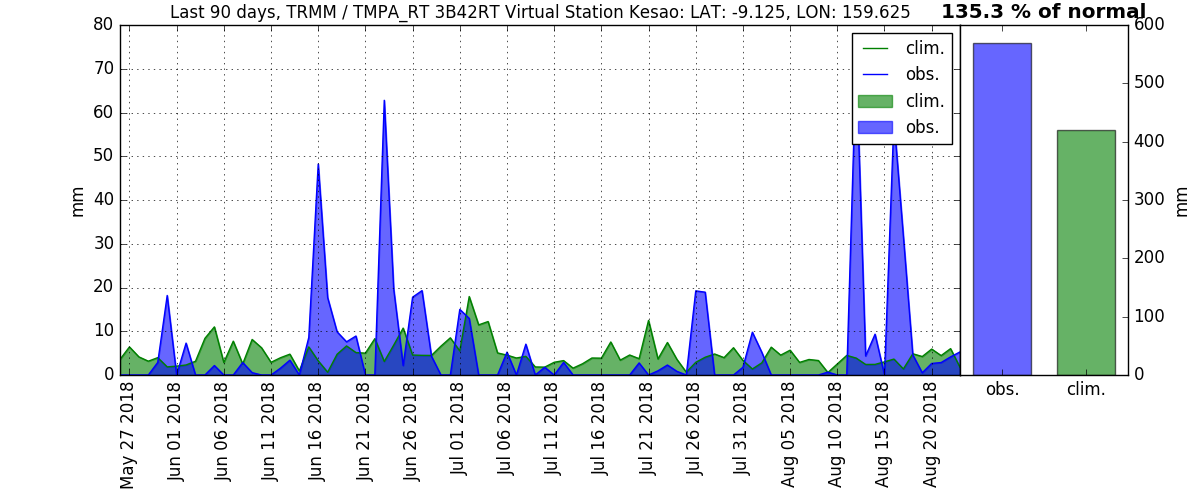 Last 90 days, TRMM / TMPA_RT 3B42RT Virtual Station Kesao: LAT: -9.125, LON: 159.625
135.3 % of normal
80
70
60
50
40
30
20
10
0
mm
clim.
obs.
clim.
obs.
May 27 2018
Jun 01 2018
Jun 06 2018
Jun 11 2018
Jun 16 2018
Jun 21 2018
Jun 26 2018
Jul 01 2018
Jul 06 2018
Jul 11 2018
Jul 16 2018
Jul 21 2018
Jul 26 2018
Jul 31 2018
Aug 05 2018
Aug 10 2018
Aug 15 2018
Aug 20 2018
600
500
400
300
200
100
0
mm
obs.
clim.